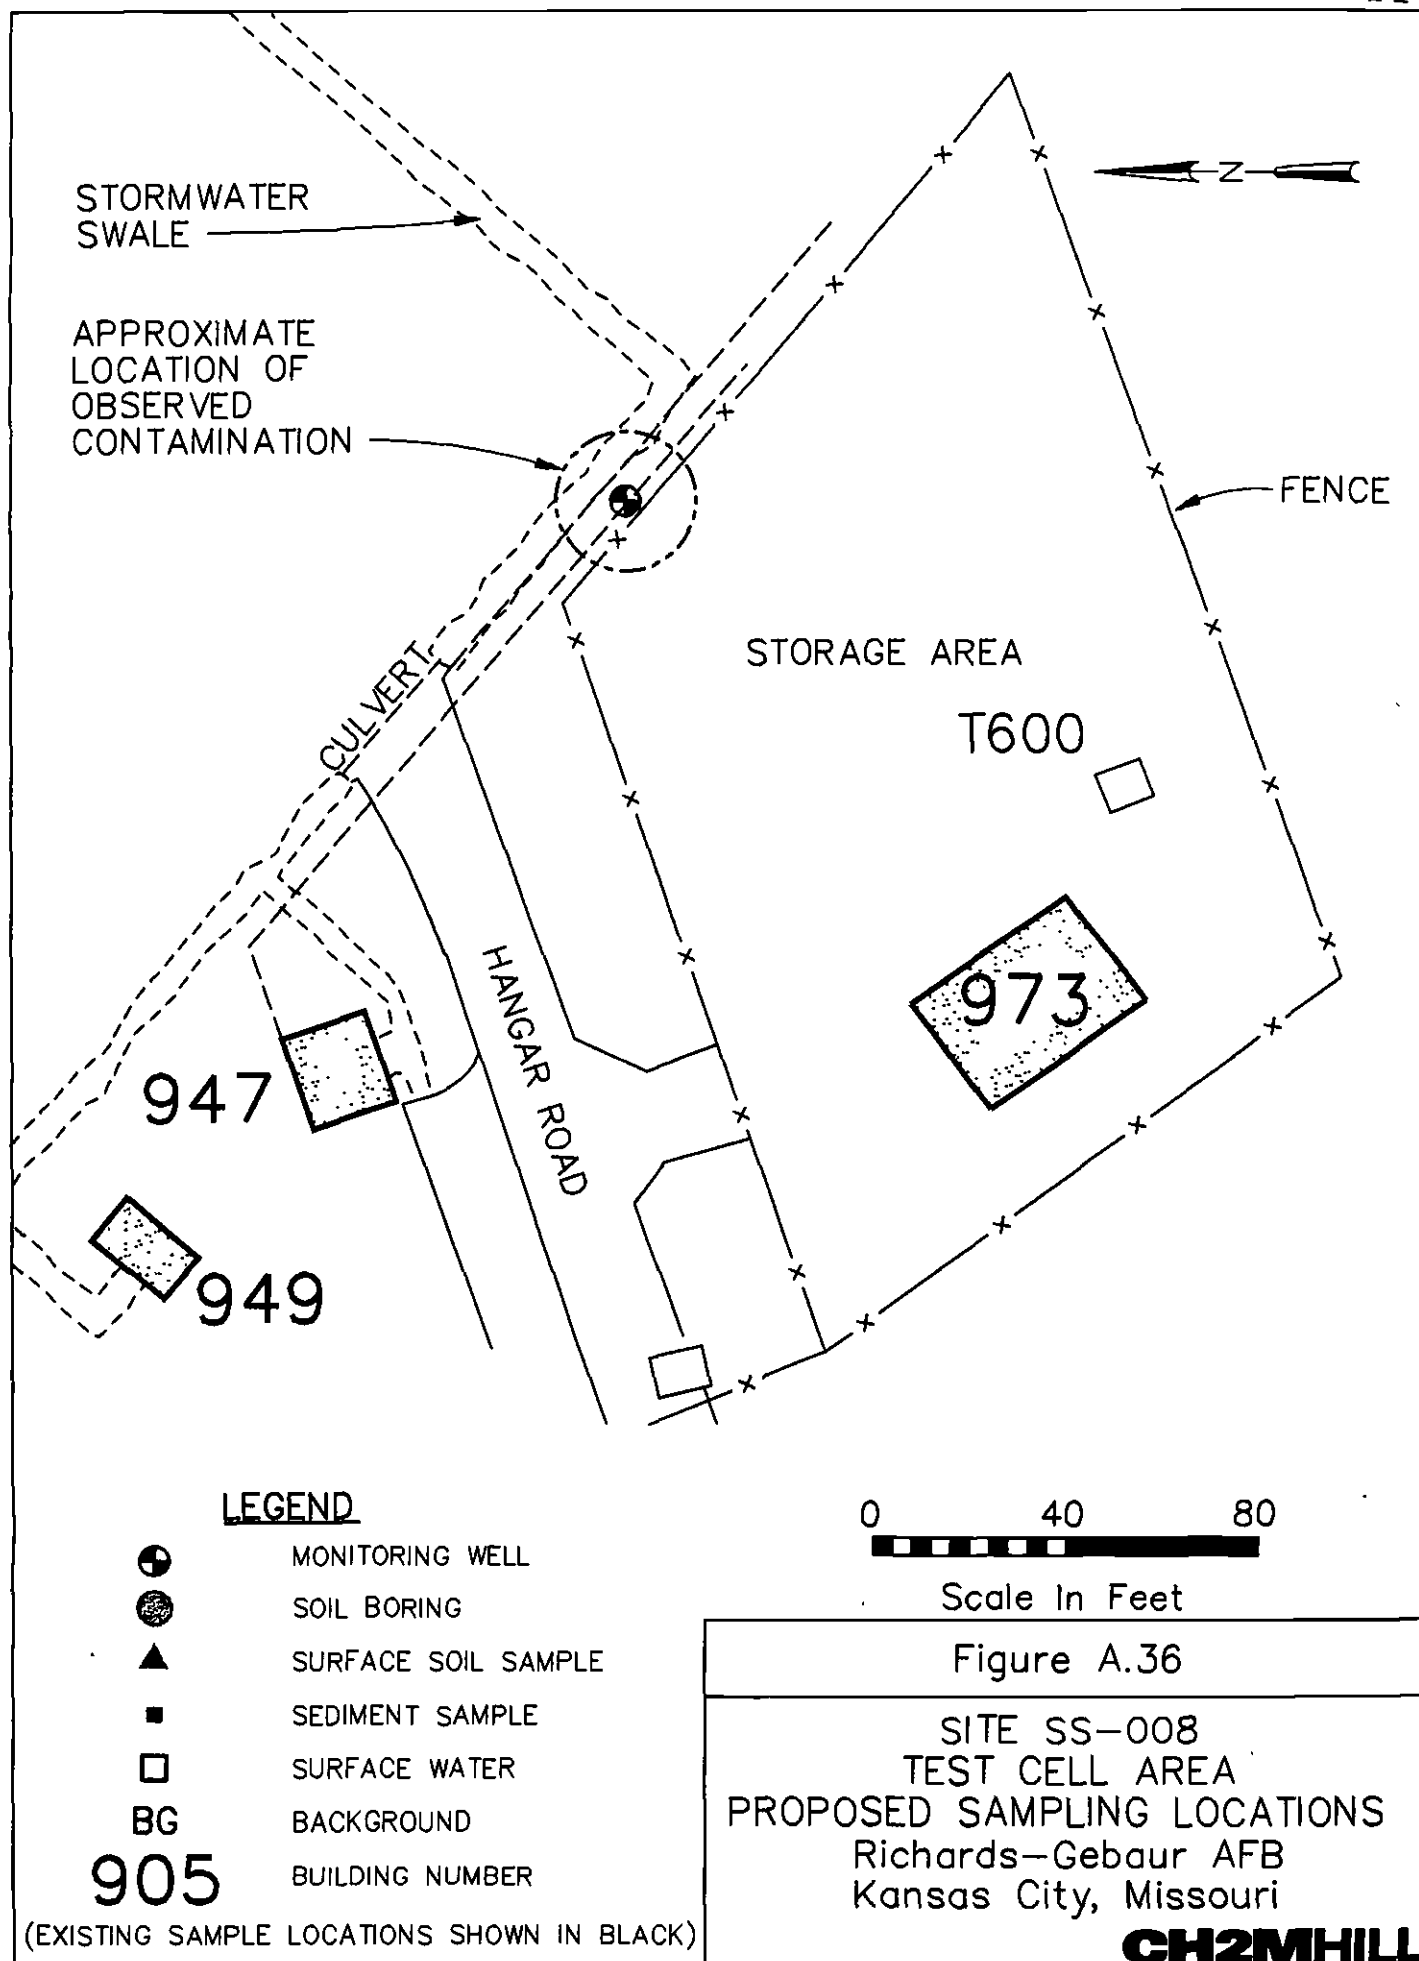 STORMWATER
SWALE
N
APPROXIMATE
LOCATION OF
OBSERVED
CONTAMINATION
FENCE
STORAGE AREA
CULVERT
T600
973
HANGAR ROAD
947
949
LEGEND
MONITORING WELL
SOIL BORING
SURFACE SOIL SAMPLE
SEDIMENT SAMPLE
SURFACE WATER
BG BACKGROUND
905 BUILDING NUMBER
(EXISTING SAMPLE LOCATIONS SHOWN IN BLACK)
0 40 80
Scale In Feet
Figure A.36
SITE SS-008
TEST CELL AREA
PROPOSED SAMPLING LOCATIONS
Richards-Gebaur AFB
Kansas City, Missouri
CH2MHILL